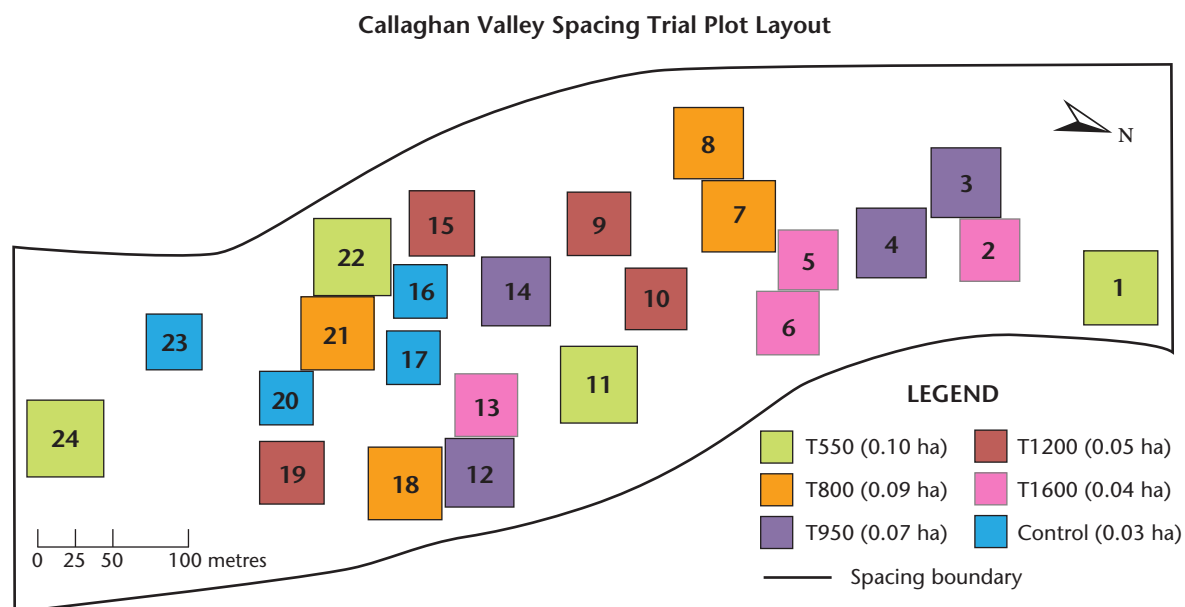 Callaghan Valley Spacing Trial Plot Layout
N
8
3
7
15
9
4
2
22
5
1
16
14
10
6
23
21
17
11
20
13
24
19
18
12
LEGEND
T550 (0.10 ha)
T1200 (0.05 ha)
T800 (0.09 ha)
T1600 (0.04 ha)
T950 (0.07 ha)
Control (0.03 ha)
Spacing boundary
0 25 50 100 metres